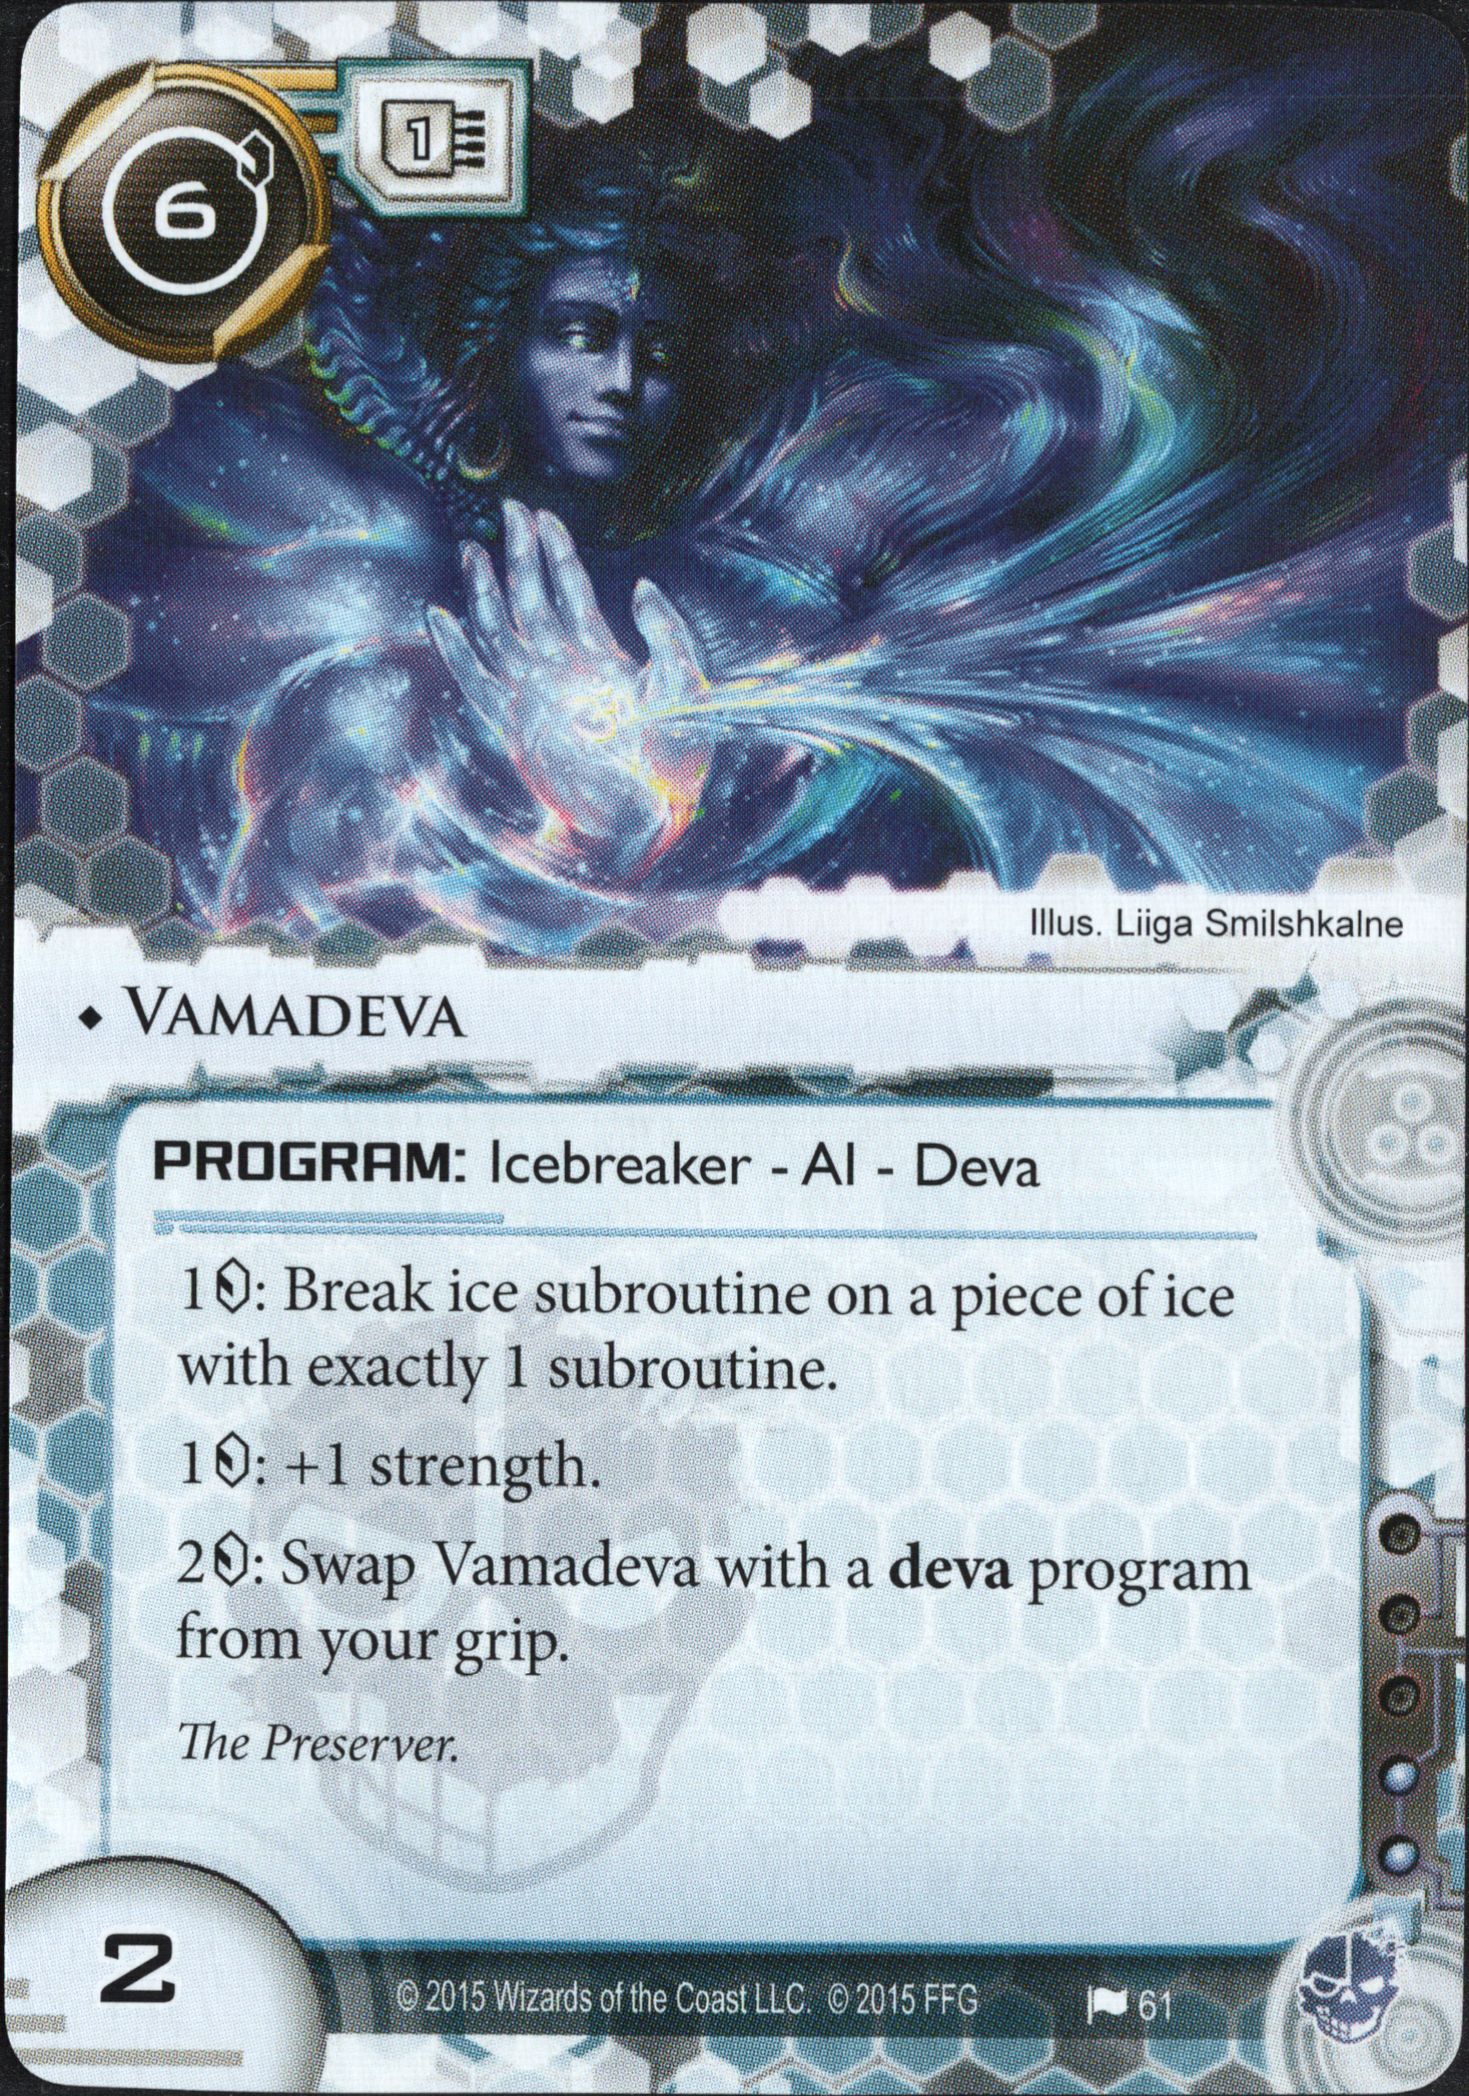 6
1
Illus. Liiga Smilshkalne
◆ VAMADEVA
PROGRAM: Icebreaker - AI - Deva
1: Break ice subroutine on a piece of ice
with exactly 1 subroutine.
1: +1 strength.
2: Swap Vamadeva with a deva program
from your grip.
The Preserver.
2
© 2015 Wizards of the Coast LLC. © 2015 FFG
61